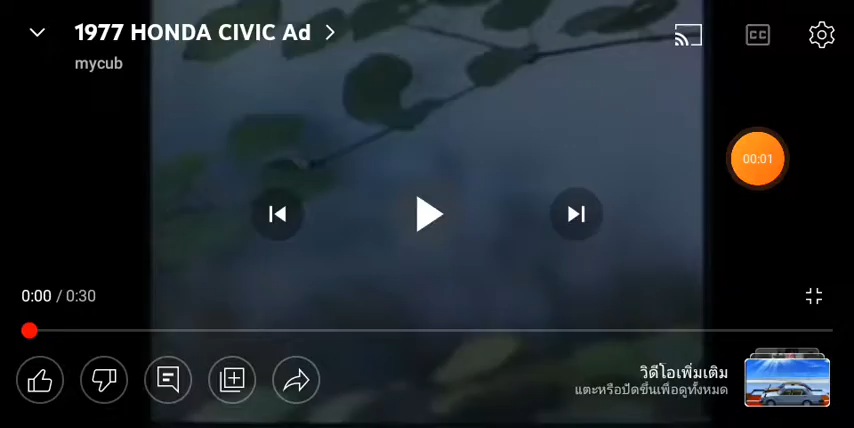 1977 HONDA CIVIC Ad
CC
mycub
00:01
0:00 / 0:30
วิดีโอเพิ่มเติม
แตะหรือปัดขึ้นเพื่อดูทั้งหมด